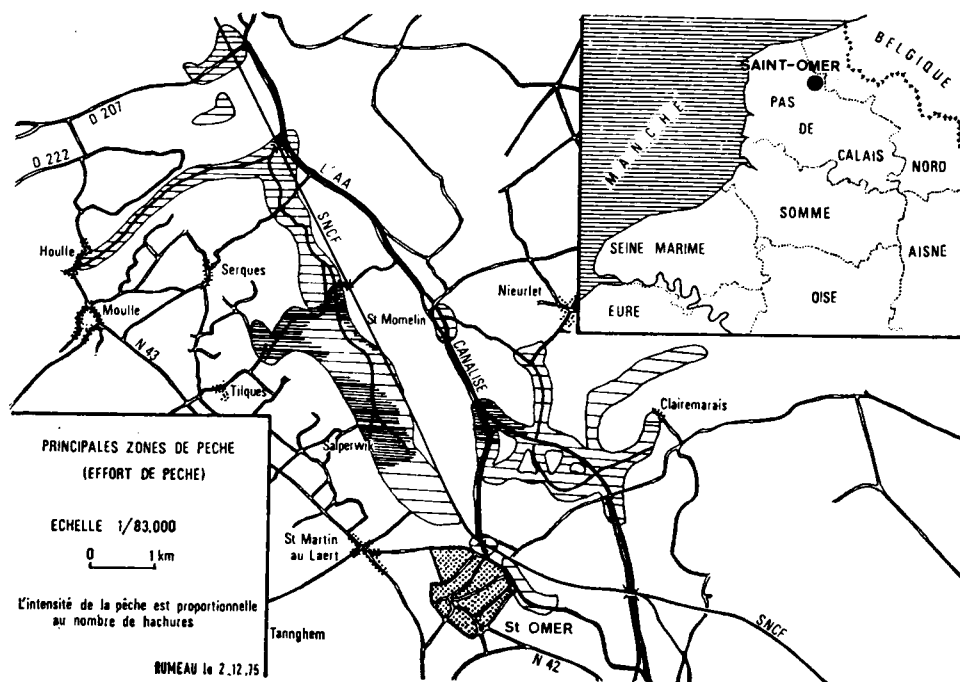 D 207
D 222
L'AA
SNCF
Houlle
Serques
Moulle
St Momelin
Nieurlet
N 43
CANALISE
Tilques
Clairemarais
Salperwik
St Martin
au Laert
Tannghem
St OMER
N 42
SNCF
BELGIQUE
SAINT-OMER
MANCHE
PAS
DE
CALAIS
NORD
SOMME
SEINE MARIME
AISNE
OISE
EURE
PRINCIPALES ZONES DE PECHE
(EFFORT DE PECHE)
ECHELLE 1/83,000
0 1 km
L'intensité de la pêche est proportionnelle
au nombre de hachures
RUMEAU le 2.12.75